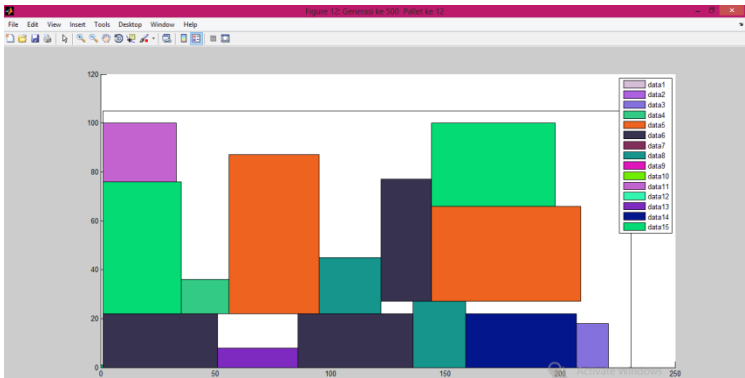 Figure 12: Generasi ke 500 Pallet ke 12
File Edit View Insert Tools Desktop Window Help
120
100
80
60
40
20
0
0 50 100 150 200 250
data1
data2
data3
data4
data5
data6
data7
data8
data9
data10
data11
data12
data13
data14
data15
Activate Windows